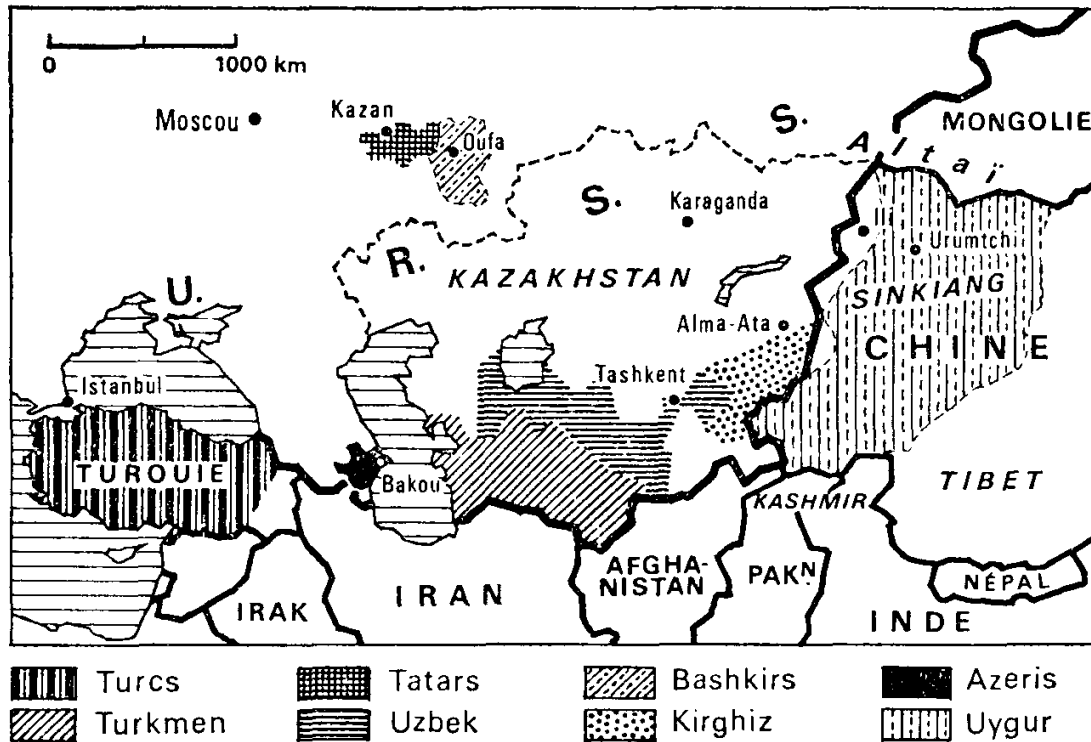 0 1000 km
Moscou
Kazan
Oufa
U. R. S. S.
Altaï
MONGOLIE
Karaganda
KAZAKHSTAN
Urumtchi
SINKIANG
CHINE
Alma-Ata
Tashkent
Istanbul
TURQUIE
Bakou
KASHMIR
TIBET
IRAK
IRAN
AFGHA-
NISTAN
PAKN.
NÉPAL
INDE
Turcs Tatars Bashkirs Azeris
Turkmen Uzbek Kirghiz Uygur